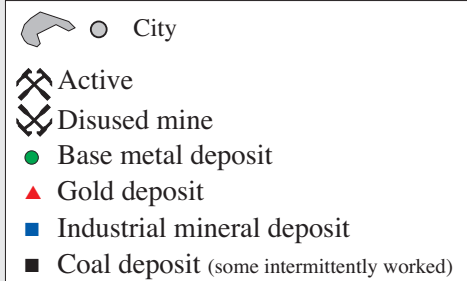 City
Active
Disused mine
Base metal deposit
Gold deposit
Industrial mineral deposit
Coal deposit (some intermittently worked)